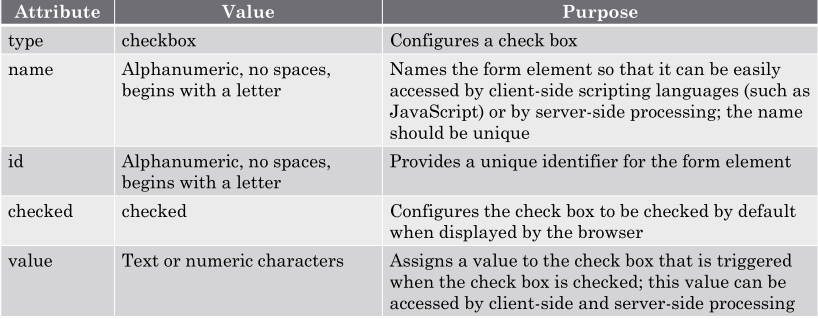 Attribute Value Purpose
type checkbox Configures a check box
name Alphanumeric, no spaces, begins with a letter Names the form element so that it can be easily
accessed by client-side scripting languages (such as
JavaScript) or by server-side processing; the name
should be unique
id Alphanumeric, no spaces, begins with a letter Provides a unique identifier for the form element
checked checked Configures the check box to be checked by default
when displayed by the browser
value Text or numeric characters Assigns a value to the check box that is triggered
when the check box is checked; this value can be
accessed by client-side and server-side processing